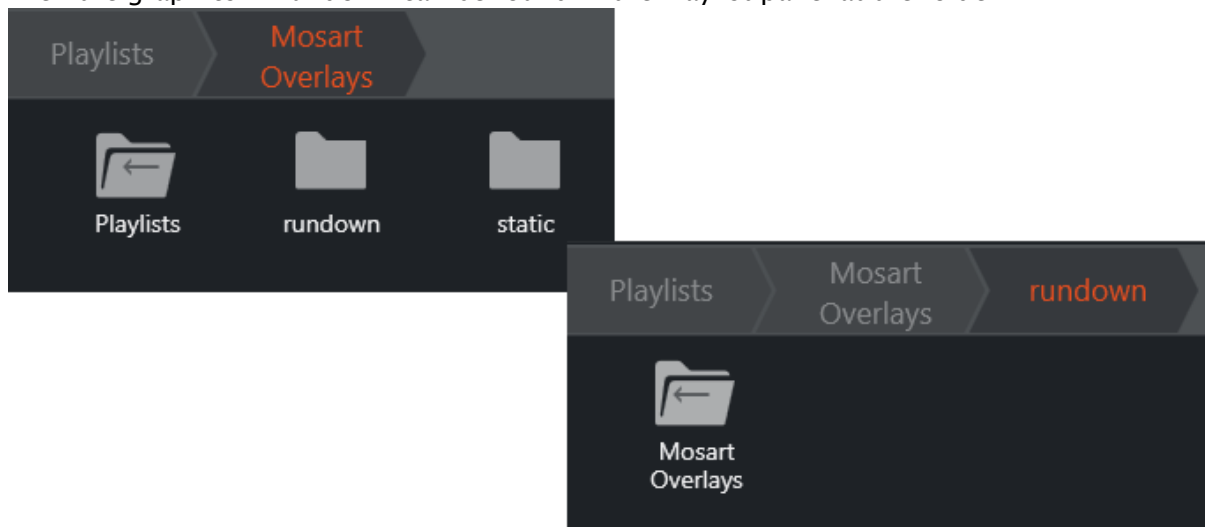 Playlists
Mosart
Overlays
Playlists
rundown
static
Playlists
Mosart
Overlays
rundown
Mosart
Overlays